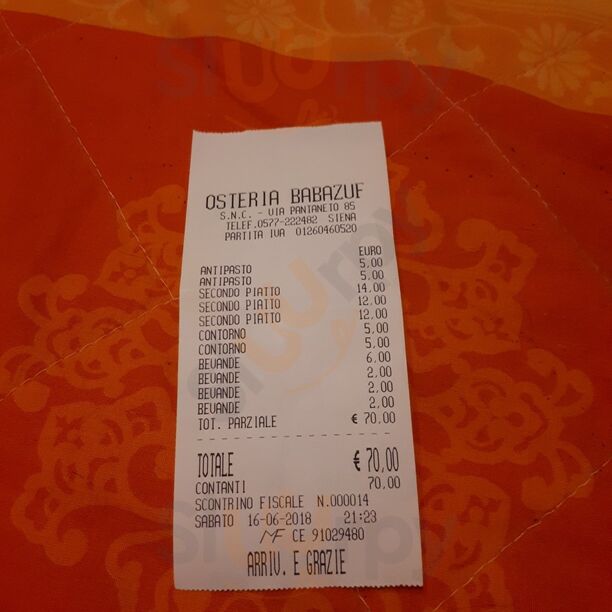 slurrpy
OSTERIA BABAZUF
S.N.C. - VIA PANTANETO 85
TELEF.0577-222482 SIENA
PARTITA IVA 01260460520
EURO
ANTIPASTO 5,00
ANTIPASTO 5,00
SECONDO PIATTO 14,00
SECONDO PIATTO 12,00
SECONDO PIATTO 12,00
CONTORNO 5,00
CONTORNO 5,00
BEVANDE 6,00
BEVANDE 2,00
BEVANDE 2,00
BEVANDE 2,00
TOT. PARZIALE € 70,00
TOTALE € 70,00
CONTANTI 70,00
SCONTRINO FISCALE N.000014
SABATO 16-06-2018 21:23
MF CE 91029480
ARRIV. E GRAZIE